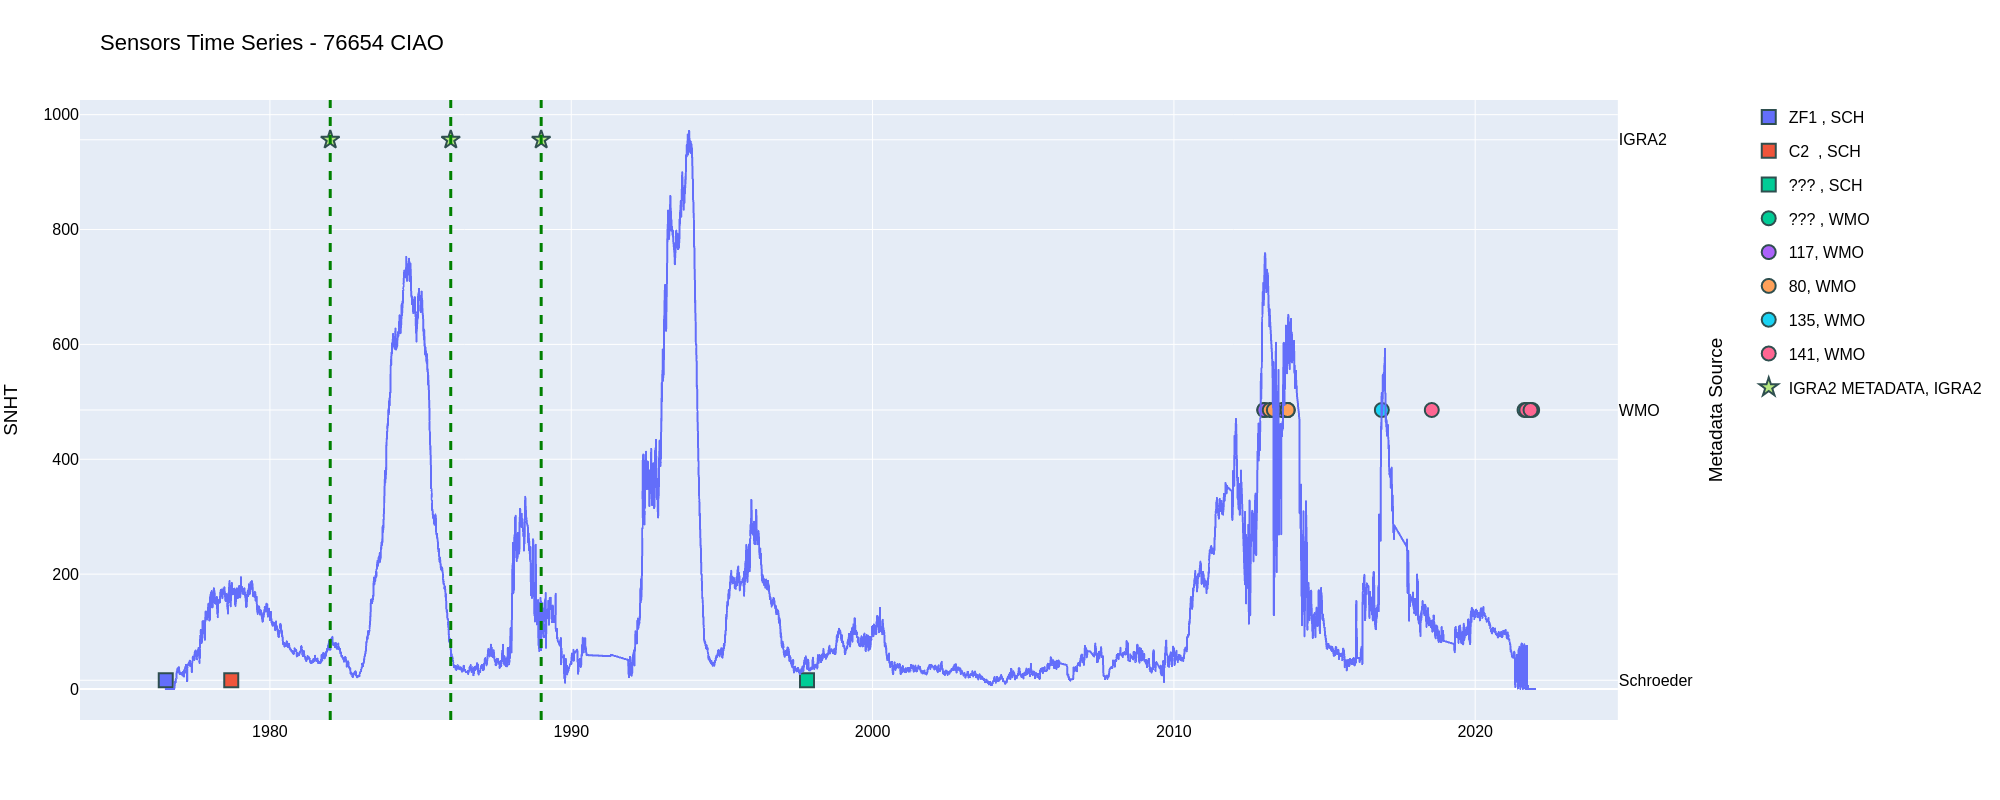 Sensors Time Series - 76654 CIAO
1000
800
600
400
200
0
SNHT
1980
1990
2000
2010
2020
IGRA2
WMO
Schroeder
Metadata Source
ZF1 , SCH
C2  , SCH
??? , SCH
??? , WMO
117, WMO
80, WMO
135, WMO
141, WMO
IGRA2 METADATA, IGRA2